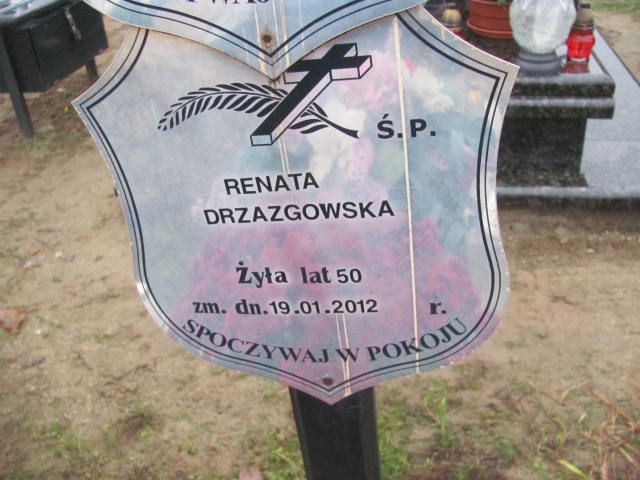 Ś.P.
RENATA
DRZAZGOWSKA
Żyła lat 50
zm. dn. 19.01.2012 r.
SPOCZYWAJ W POKOJU